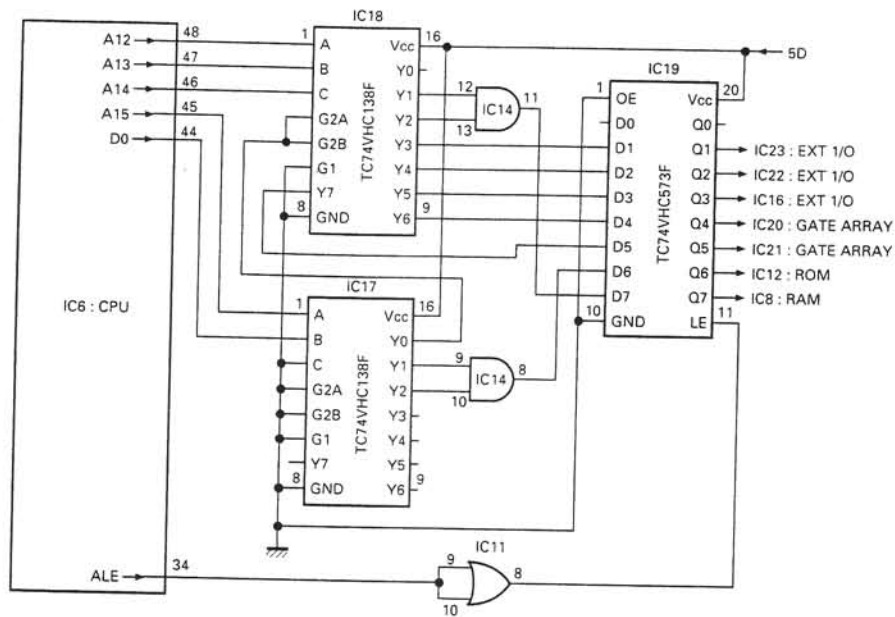 IC18
A12 48 1 A Vcc 16 5D
A13 47 B Y0 IC19
A14 46 C Y1 12 IC14 11 1 OE Vcc 20
A15 45 G2A Y2 13 D0 Q0
D0 44 G2B Y3 D1 Q1 IC23 : EXT 1/O
G1 Y4 D2 Q2 IC22 : EXT 1/O
Y7 Y5 D3 Q3 IC16 : EXT 1/O
8 GND Y6 9 D4 Q4 IC20 : GATE ARRAY
TC74VHC138F
D5 Q5 IC21 : GATE ARRAY
D6 Q6 IC12 : ROM
D7 Q7 IC8 : RAM
10 GND LE 11
TC74VHC573F
IC6 : CPU
IC17
1 A Vcc 16
B Y0
C Y1 9 IC14 8
G2A Y2 10
G2B Y3
G1 Y4
Y7 Y5
8 GND Y6 9
TC74VHC138F
ALE 34 9 IC11 8
10